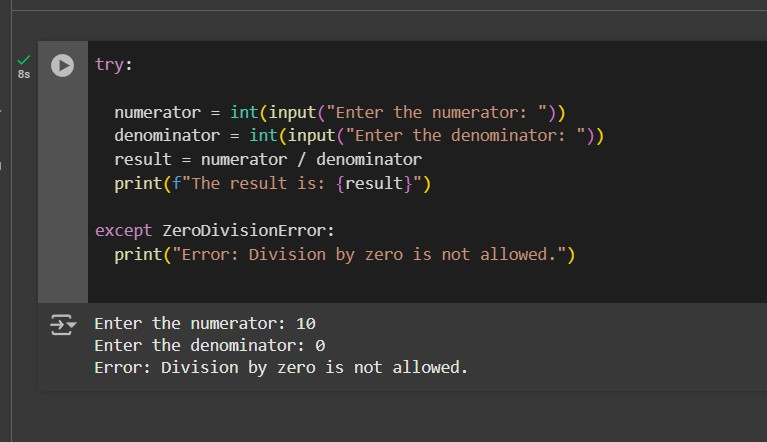 8s
try:
numerator = int(input("Enter the numerator: "))
denominator = int(input("Enter the denominator: "))
result = numerator / denominator
print(f"The result is: {result}")
except ZeroDivisionError:
print("Error: Division by zero is not allowed.")
Enter the numerator: 10
Enter the denominator: 0
Error: Division by zero is not allowed.